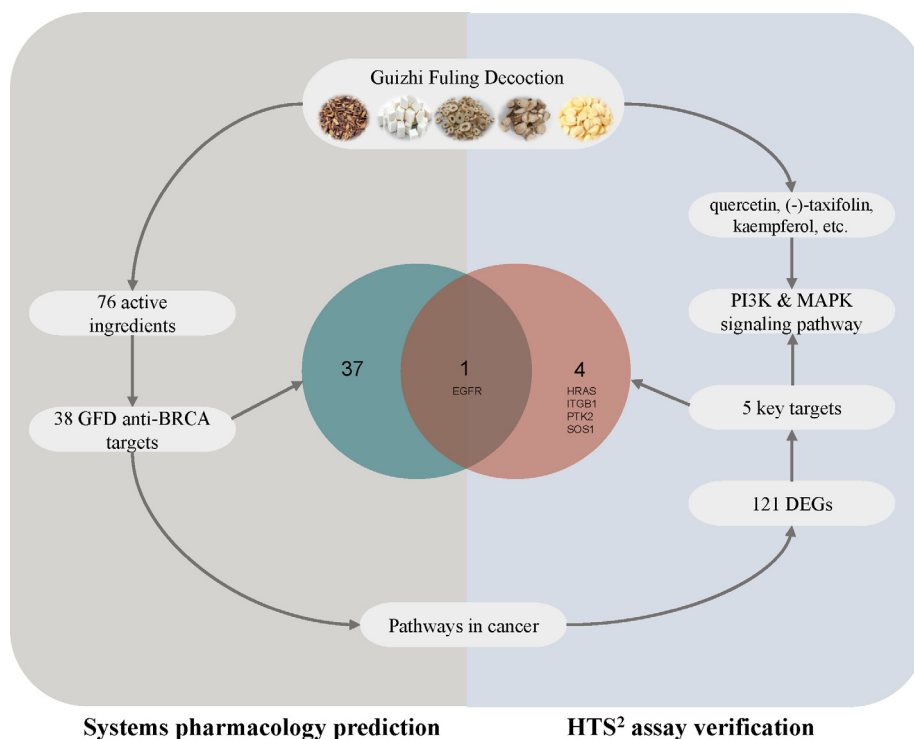 Guizhi Fuling Decoction
76 active
ingredients
38 GFD anti-BRCA
targets
37
1
EGFR
4
HRAS
ITGB1
PTK2
SOS1
quercetin, (-)-taxifolin,
kaempferol, etc.
PI3K & MAPK
signaling pathway
5 key targets
121 DEGs
Pathways in cancer
Systems pharmacology prediction
HTS² assay verification